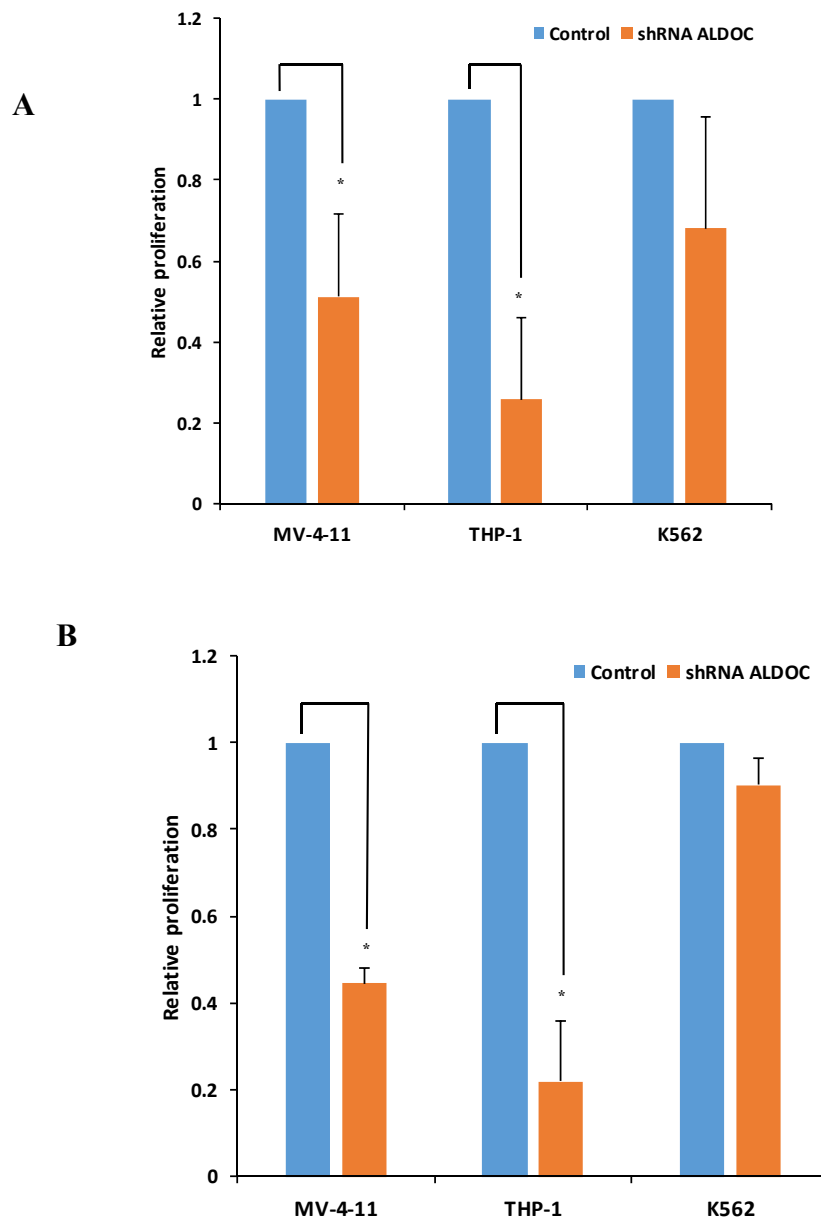 A
Control shRNA ALDOC
Relative proliferation
1.2
1
0.8
0.6
0.4
0.2
0
*
*
MV-4-11 THP-1 K562
B
Control shRNA ALDOC
Relative proliferation
1.2
1
0.8
0.6
0.4
0.2
0
*
*
MV-4-11 THP-1 K562